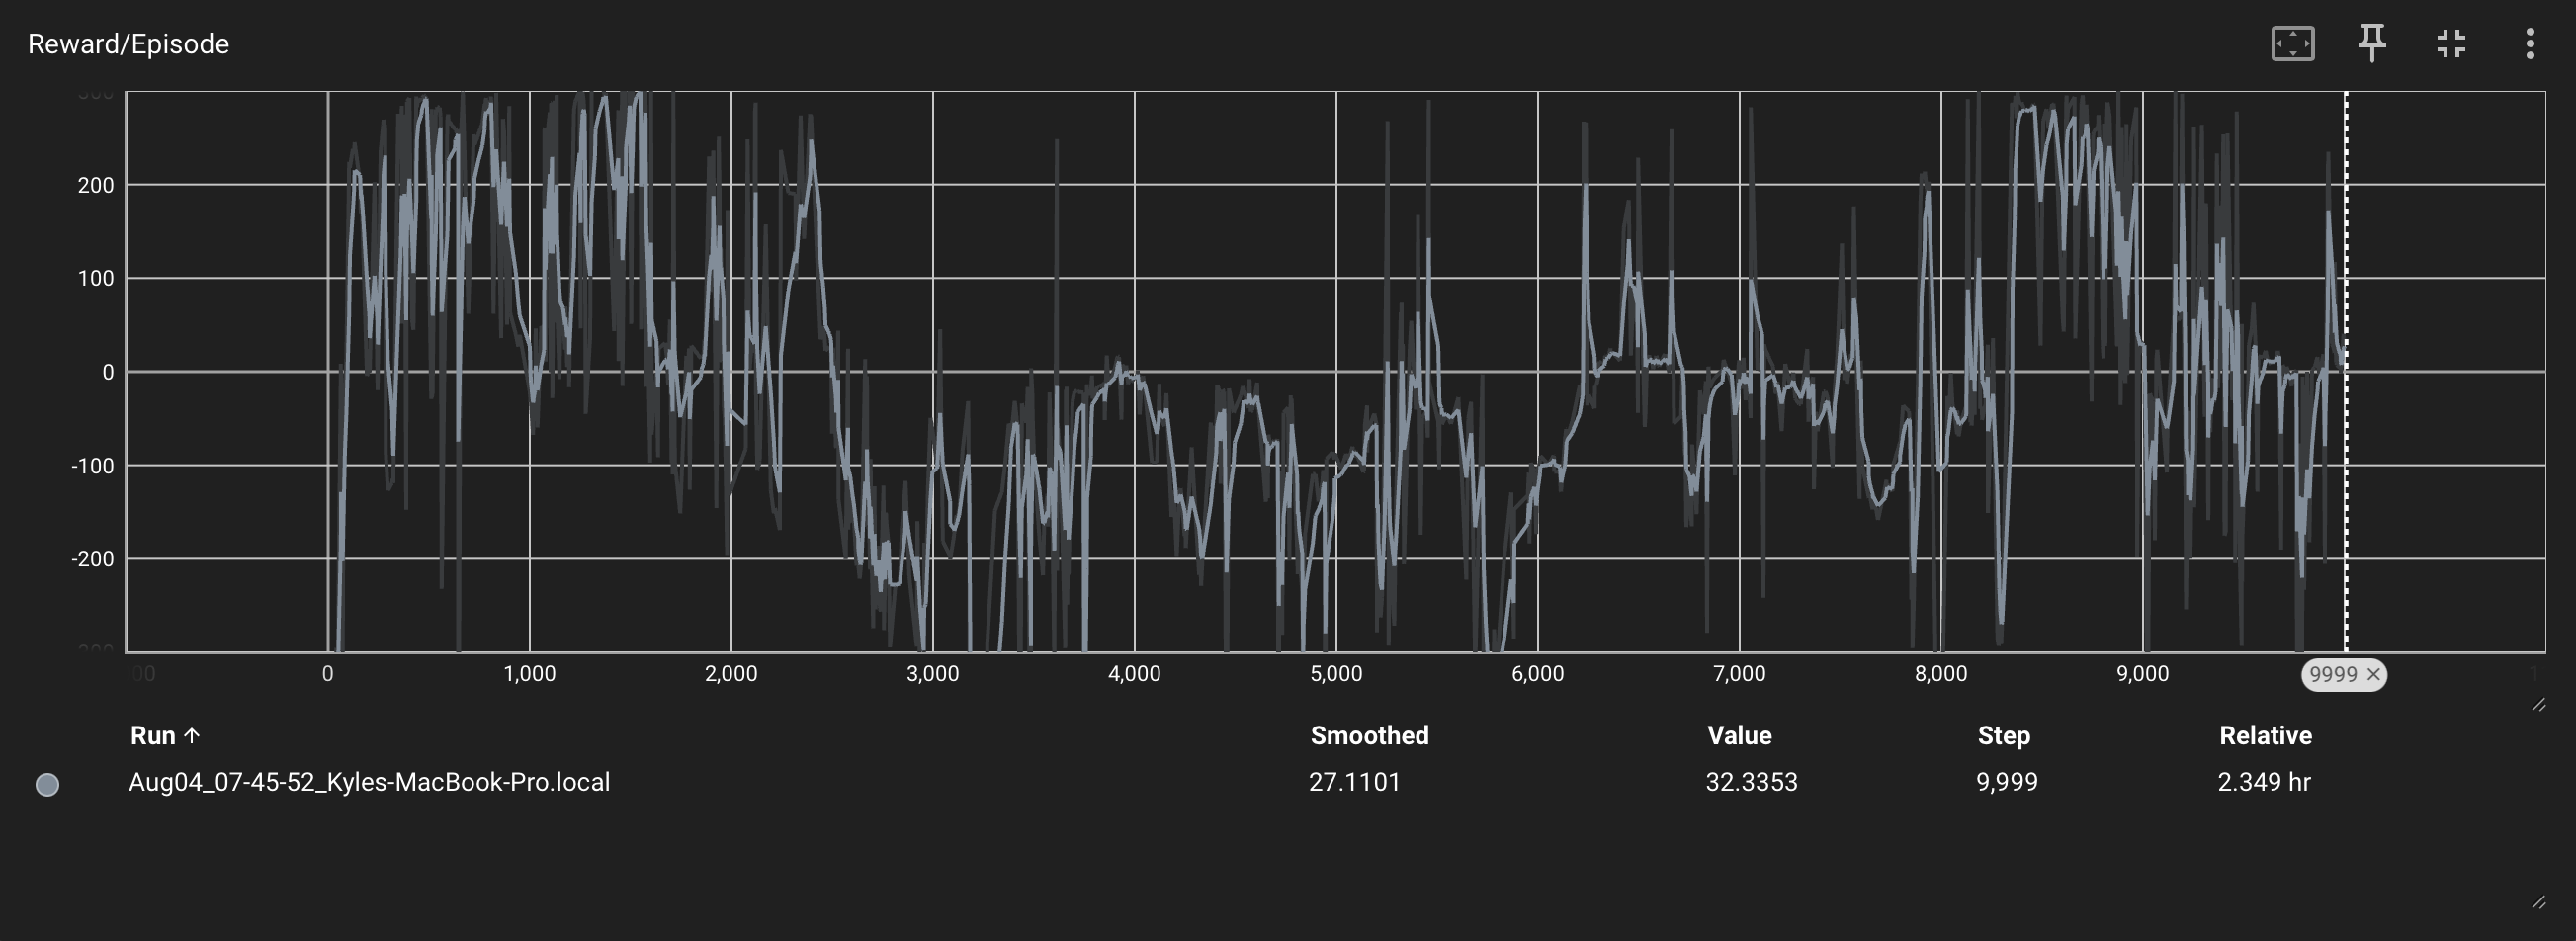 Reward/Episode
200
100
0
-100
-200
0 1,000 2,000 3,000 4,000 5,000 6,000 7,000 8,000 9,000 9999
Run Smoothed Value Step Relative
Aug04_07-45-52_Kyles-MacBook-Pro.local 27.1101 32.3353 9,999 2.349 hr